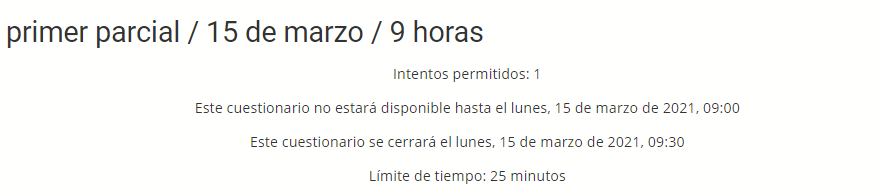 primer parcial / 15 de marzo / 9 horas
Intentos permitidos: 1
Este cuestionario no estará disponible hasta el lunes, 15 de marzo de 2021, 09:00
Este cuestionario se cerrará el lunes, 15 de marzo de 2021, 09:30
Límite de tiempo: 25 minutos